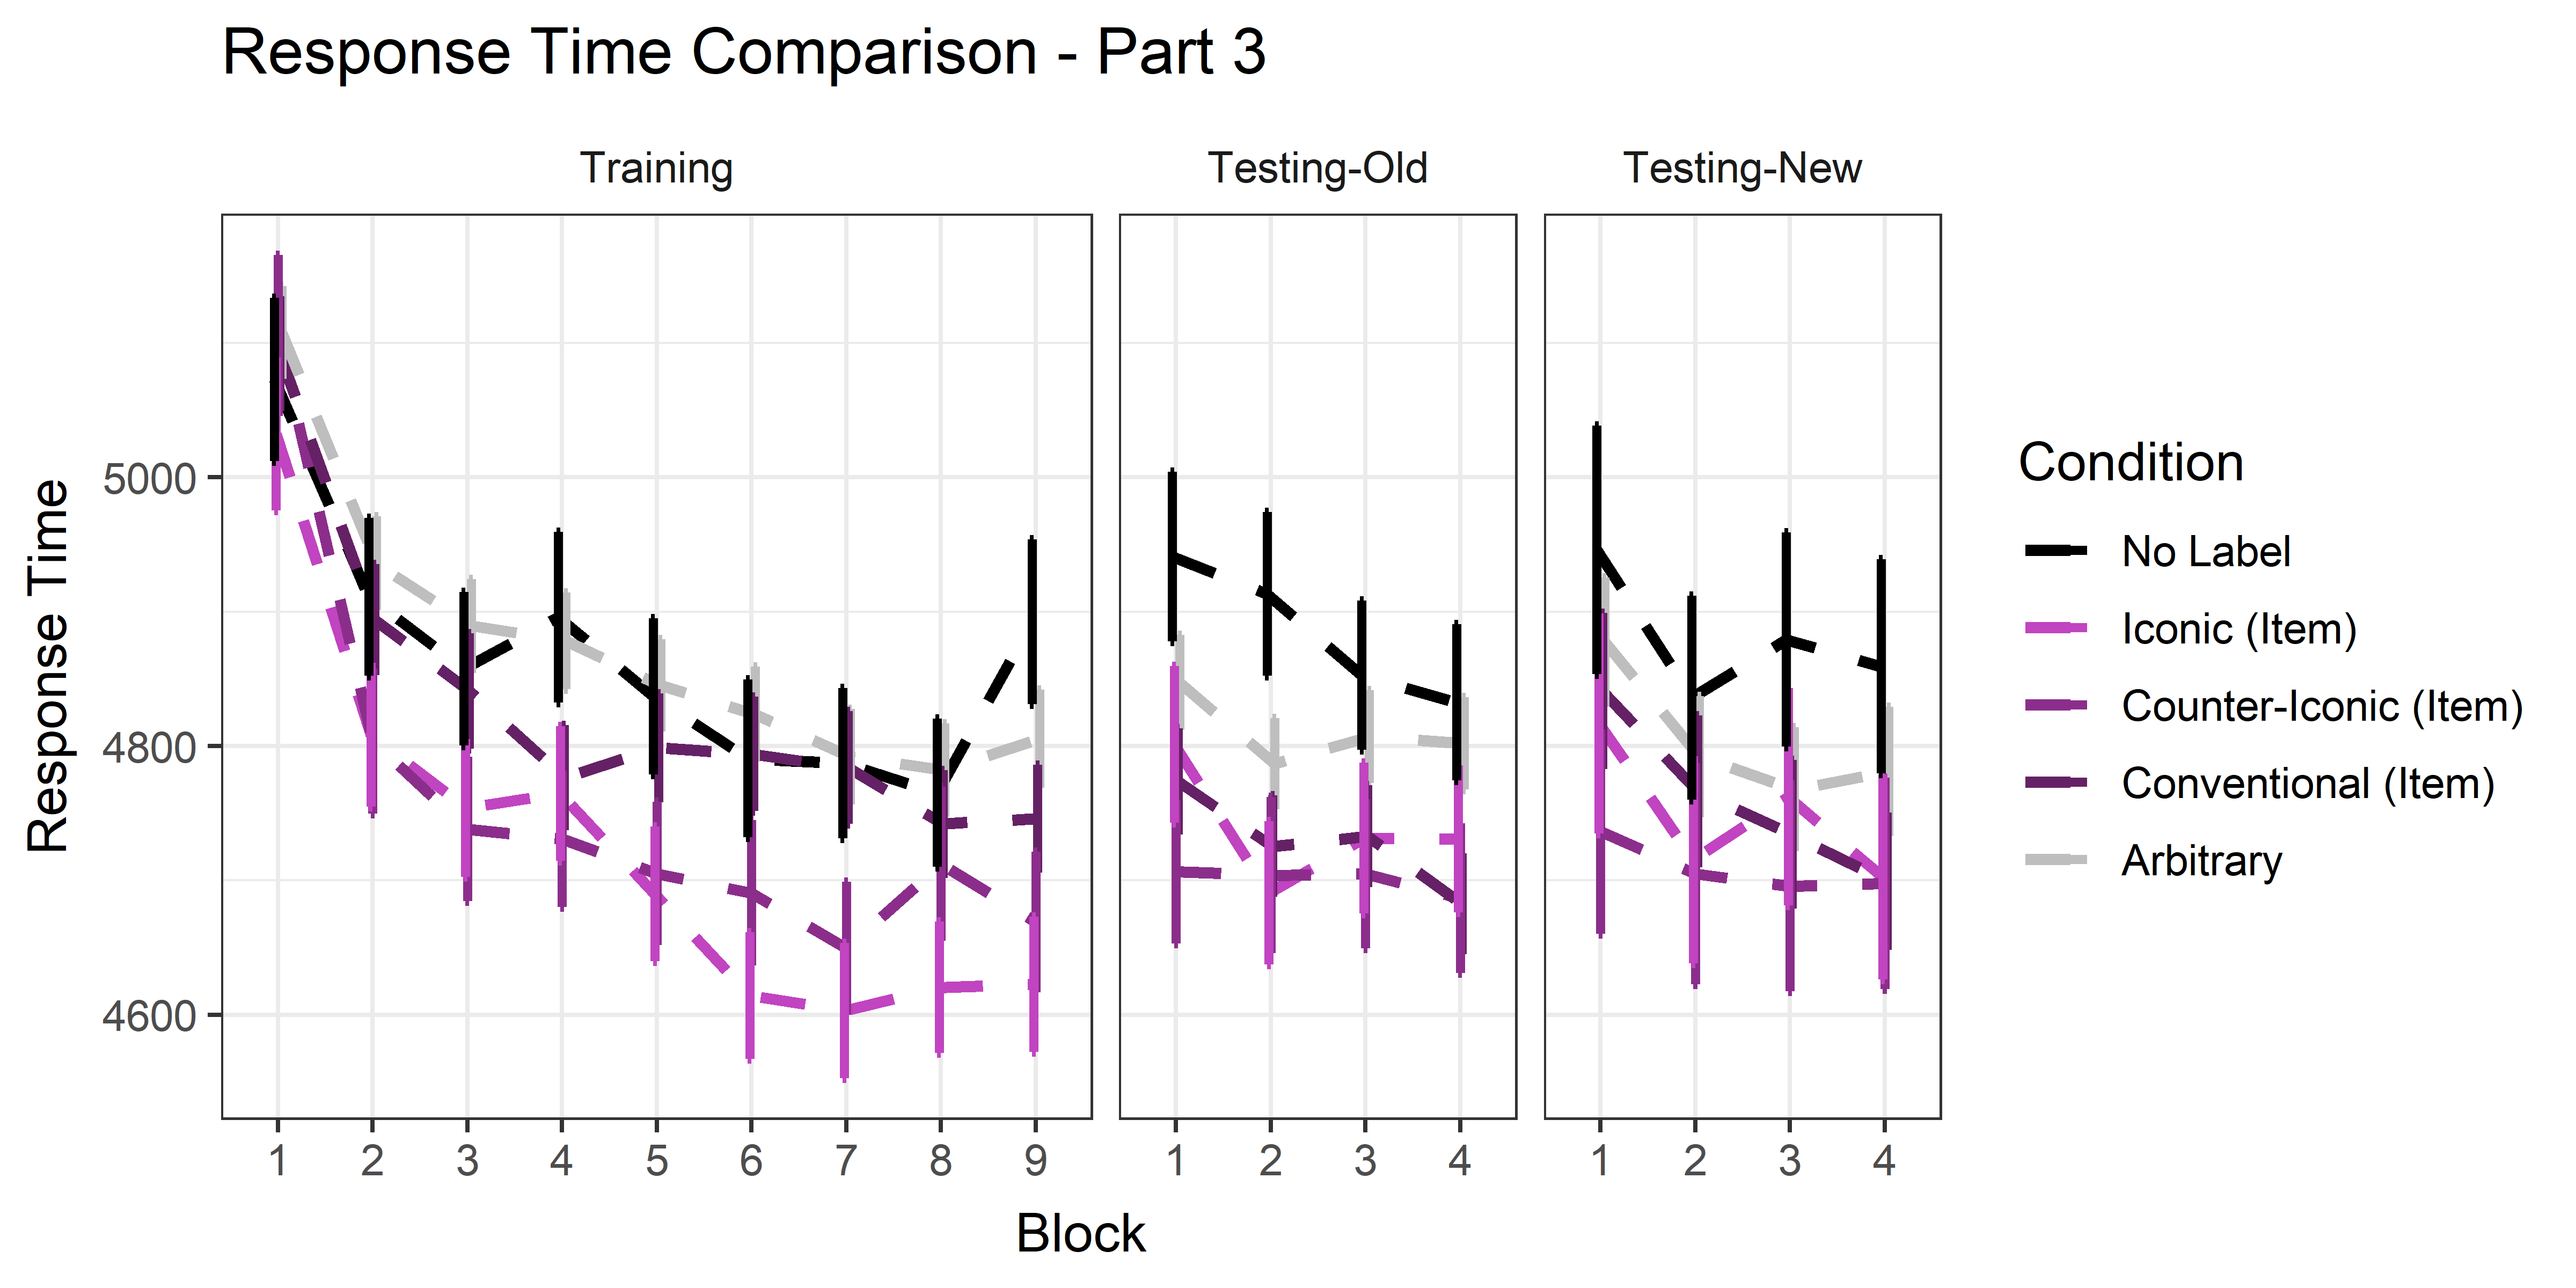 Response Time Comparison - Part 3
Training
Testing-Old
Testing-New
Response Time
5000
4800
4600
1 2 3 4 5 6 7 8 9
1 2 3 4
1 2 3 4
Block
Condition
No Label
Iconic (Item)
Counter-Iconic (Item)
Conventional (Item)
Arbitrary